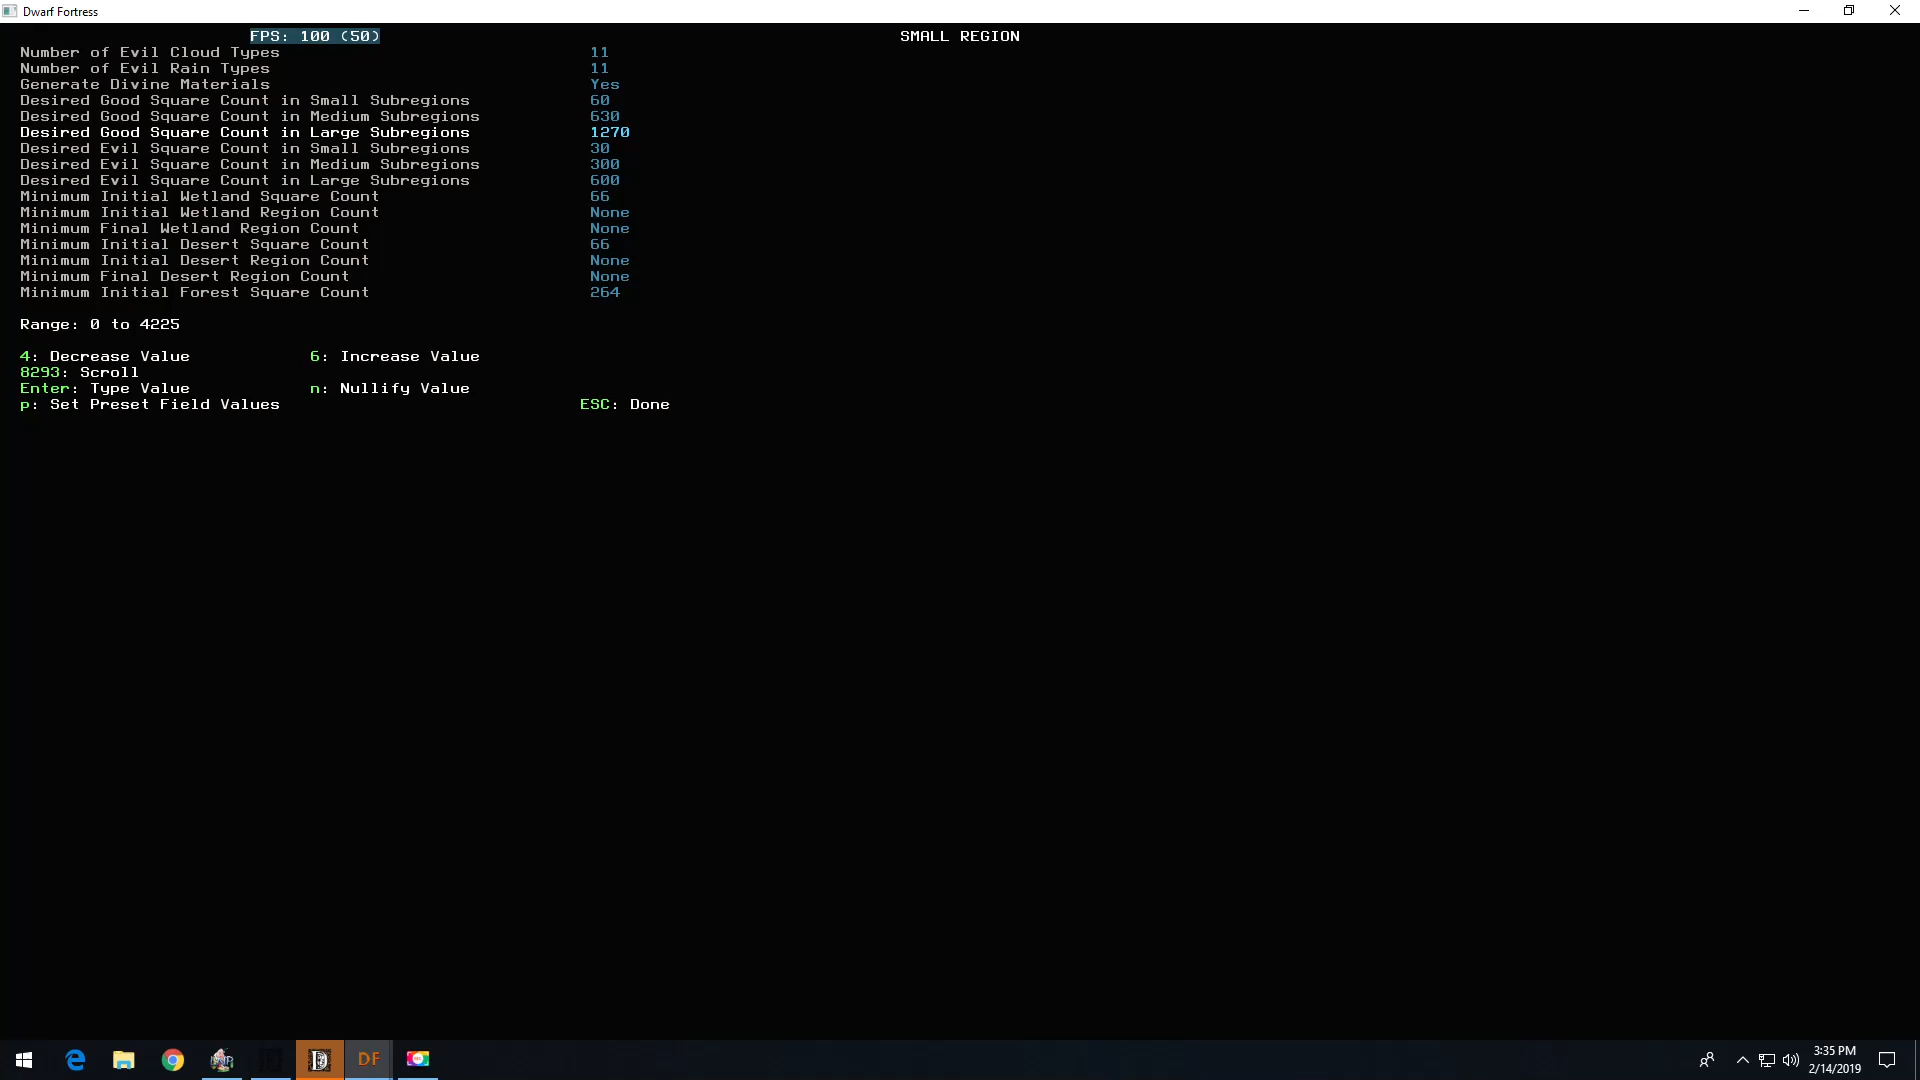 Dwarf Fortress
FPS: 100 (50) SMALL REGION
Number of Evil Cloud Types 11
Number of Evil Rain Types 11
Generate Divine Materials Yes
Desired Good Square Count in Small Subregions 60
Desired Good Square Count in Medium Subregions 630
Desired Good Square Count in Large Subregions 1270
Desired Evil Square Count in Small Subregions 30
Desired Evil Square Count in Medium Subregions 300
Desired Evil Square Count in Large Subregions 600
Minimum Initial Wetland Square Count 66
Minimum Initial Wetland Region Count None
Minimum Final Wetland Region Count None
Minimum Initial Desert Square Count 66
Minimum Initial Desert Region Count None
Minimum Final Desert Region Count None
Minimum Initial Forest Square Count 264
Range: 0 to 4225
4: Decrease Value 6: Increase Value
8293: Scroll
Enter: Type Value n: Nullify Value
p: Set Preset Field Values ESC: Done
D DF 3:35 PM
2/14/2019